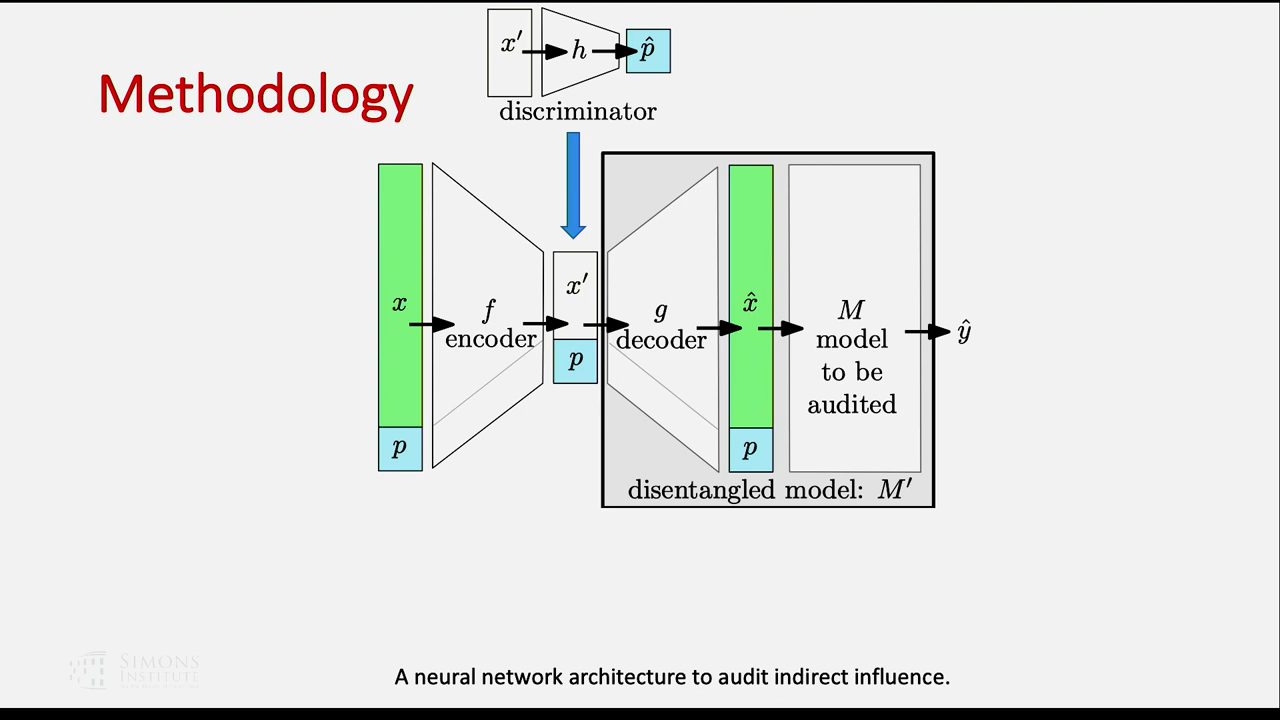 x′ h p̂
discriminator
Methodology
x
f
encoder
x′
p
g
decoder
x̂
M
model
to be
audited
ŷ
p
p
disentangled model: M′
SIMONS
INSTITUTE
A neural network architecture to audit indirect influence.